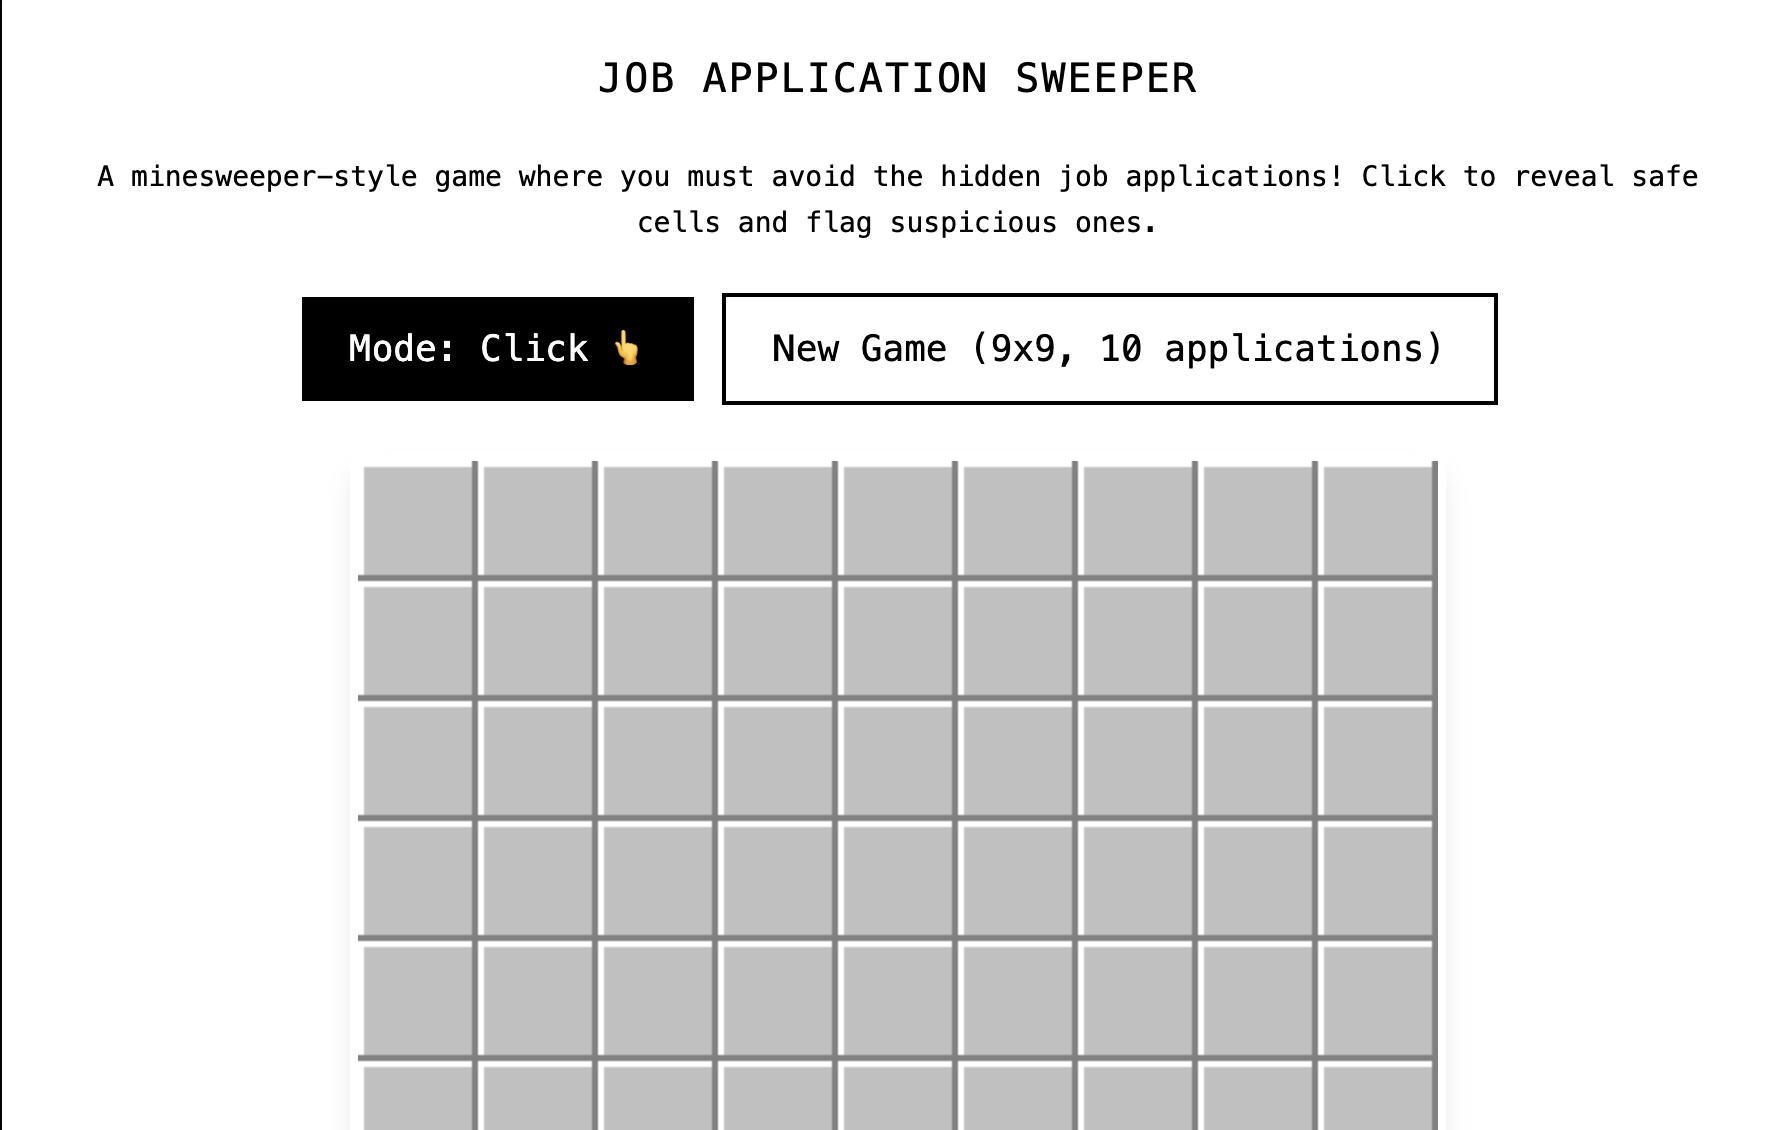 JOB APPLICATION SWEEPER
A minesweeper-style game where you must avoid the hidden job applications! Click to reveal safe
cells and flag suspicious ones.
Mode: Click 👆
New Game (9x9, 10 applications)